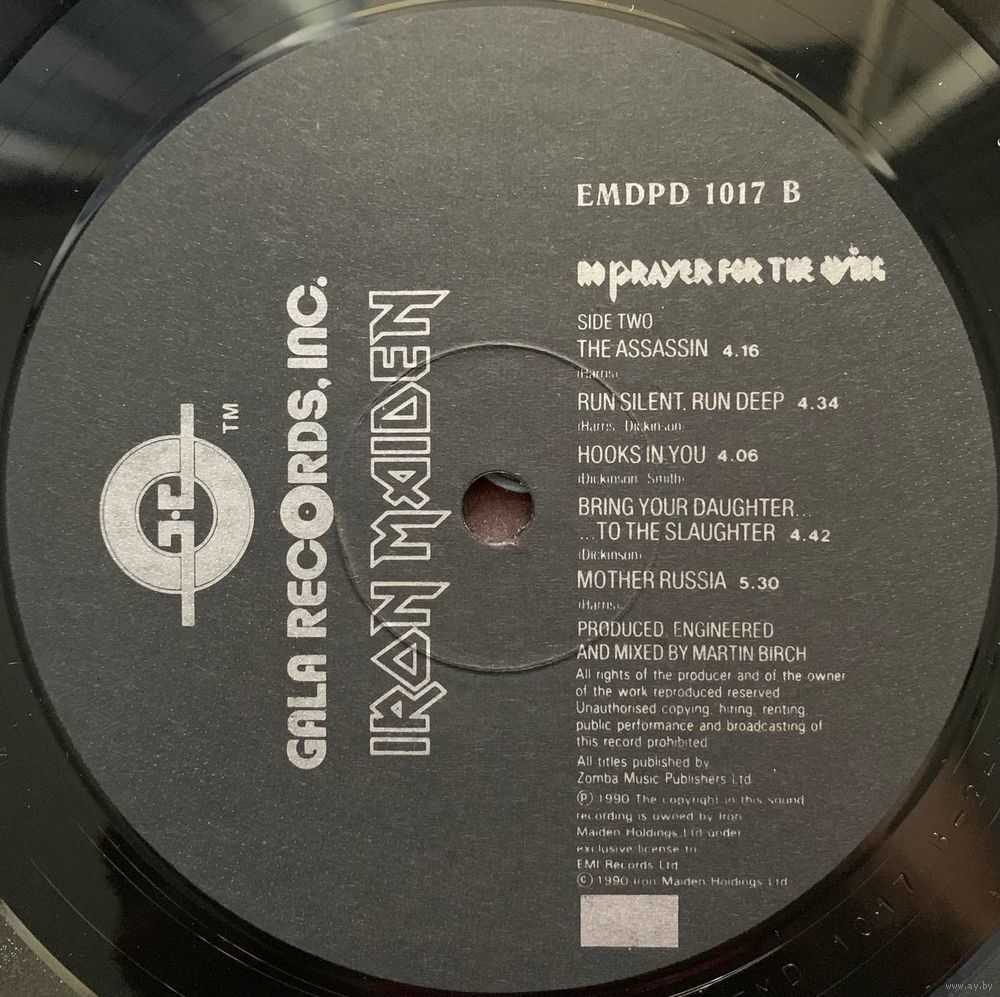 EMDPD 1017 B
NO PRAYER FOR THE DYING
SIDE TWO
THE ASSASSIN 4.16
(Harris)
RUN SILENT. RUN DEEP 4.34
(Harris. Dickinson)
HOOKS IN YOU 4.06
(Dickinson. Smith)
BRING YOUR DAUGHTER...
...TO THE SLAUGHTER 4.42
(Dickinson)
MOTHER RUSSIA 5.30
(Harris)
PRODUCED. ENGINEERED
AND MIXED BY MARTIN BIRCH
All rights of the producer and of the owner
of the work reproduced reserved
Unauthorised copying, hiring, renting,
public performance and broadcasting of
this record prohibited
All titles published by
Zomba Music Publishers Ltd
℗ 1990 The copyright in this sound
recording is owned by Iron
Maiden Holdings Ltd under
exclusive license to
EMI Records Ltd
© 1990 Iron Maiden Holdings Ltd
IRON MAIDEN
GALA RECORDS, INC.
TM
1017
www.ay.by